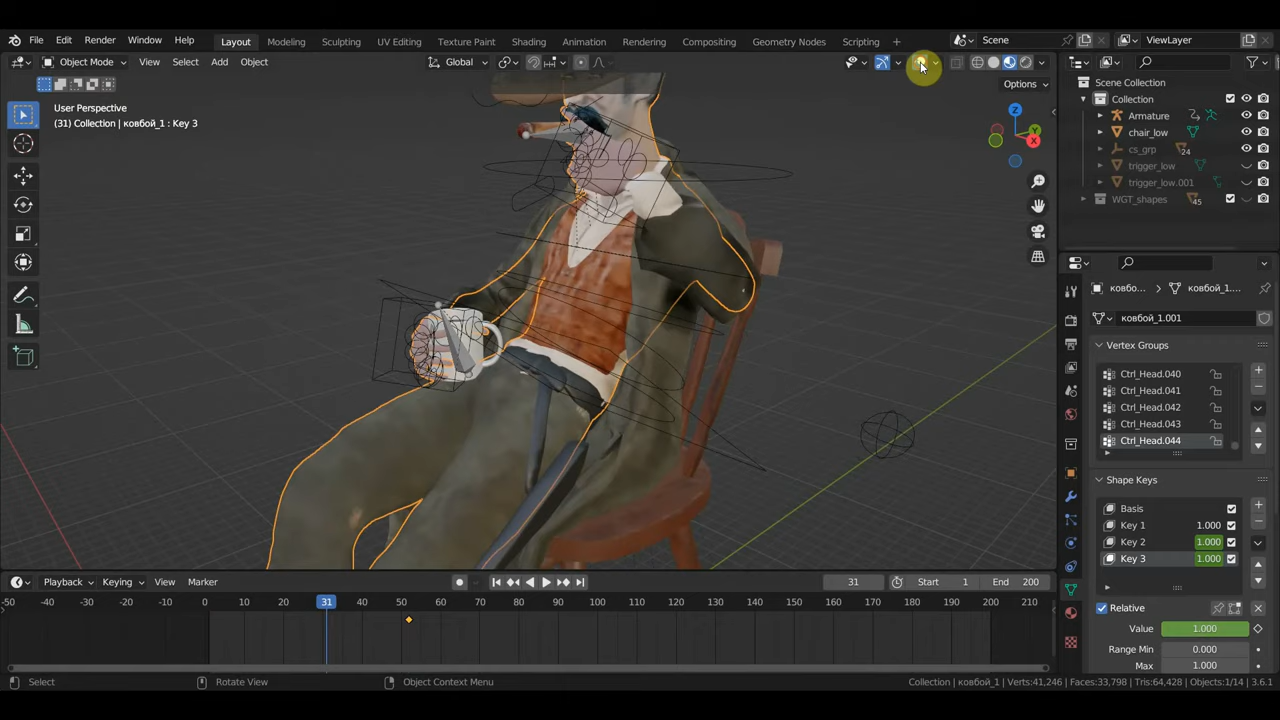 File Edit Render Window Help Layout Modeling Sculpting UV Editing Texture Paint Shading Animation Rendering Compositing Geometry Nodes Scripting + Scene ViewLayer
Object Mode View Select Add Object Global
Options
User Perspective
(31) Collection | ковбой_1 : Key 3
Z
Y
X
Scene Collection
Collection
Armature
chair_low
cs_grp 24
trigger_low
trigger_low.001
WGT_shapes 45
ковбо... ковбой_1....
ковбой_1.001
Vertex Groups
Ctrl_Head.040
Ctrl_Head.041
Ctrl_Head.042
Ctrl_Head.043
Ctrl_Head.044
Shape Keys
Basis
Key 1 1.000
Key 2 1.000
Key 3 1.000
Relative
Value 1.000
Range Min 0.000
Max 1.000
Playback Keying View Marker 31 Start 1 End 200
-50 -40 -30 -20 -10 0 10 20 31 40 50 60 70 80 90 100 110 120 130 140 150 160 170 180 190 200 210
Select Rotate View Object Context Menu Collection | ковбой_1 | Verts:41,246 | Faces:33,798 | Tris:64,428 | Objects:1/14 | 3.6.1